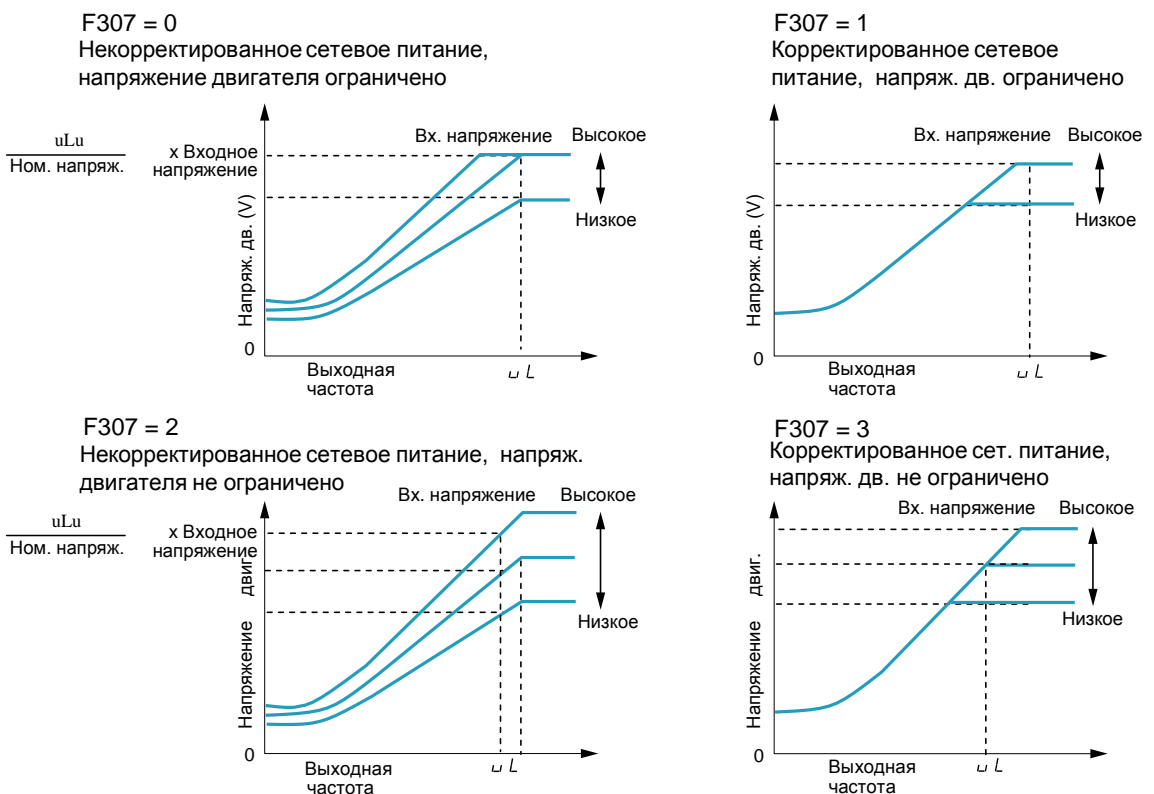 F307 = 0
Некорректированное сетевое питание,
напряжение двигателя ограничено
uLu
Ном. напряж.
х Входное
напряжение
Вх. напряжение
Высокое
Низкое
Напряж. дв. (V)
0
Выходная
частота
u L
F307 = 1
Корректированное сетевое
питание, напряж. дв. ограничено
Вх. напряжение
Высокое
Низкое
Напряж. дв. (V)
0
Выходная
частота
u L
F307 = 2
Некорректированное сетевое питание, напряж.
двигателя не ограничено
uLu
Ном. напряж.
х Входное
напряжение
Вх. напряжение
Высокое
Низкое
Напряжение двиг.
0
Выходная
частота
u L
F307 = 3
Корректированное сет. питание,
напряж. дв. не ограничено
Вх. напряжение
Высокое
Низкое
Напряжение двиг.
0
Выходная
частота
u L